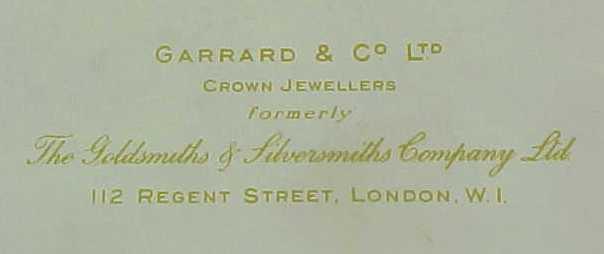 GARRARD & Co LTD
CROWN JEWELLERS
formerly
The Goldsmiths & Silversmiths Company Ltd.
112 REGENT STREET, LONDON, W.1.